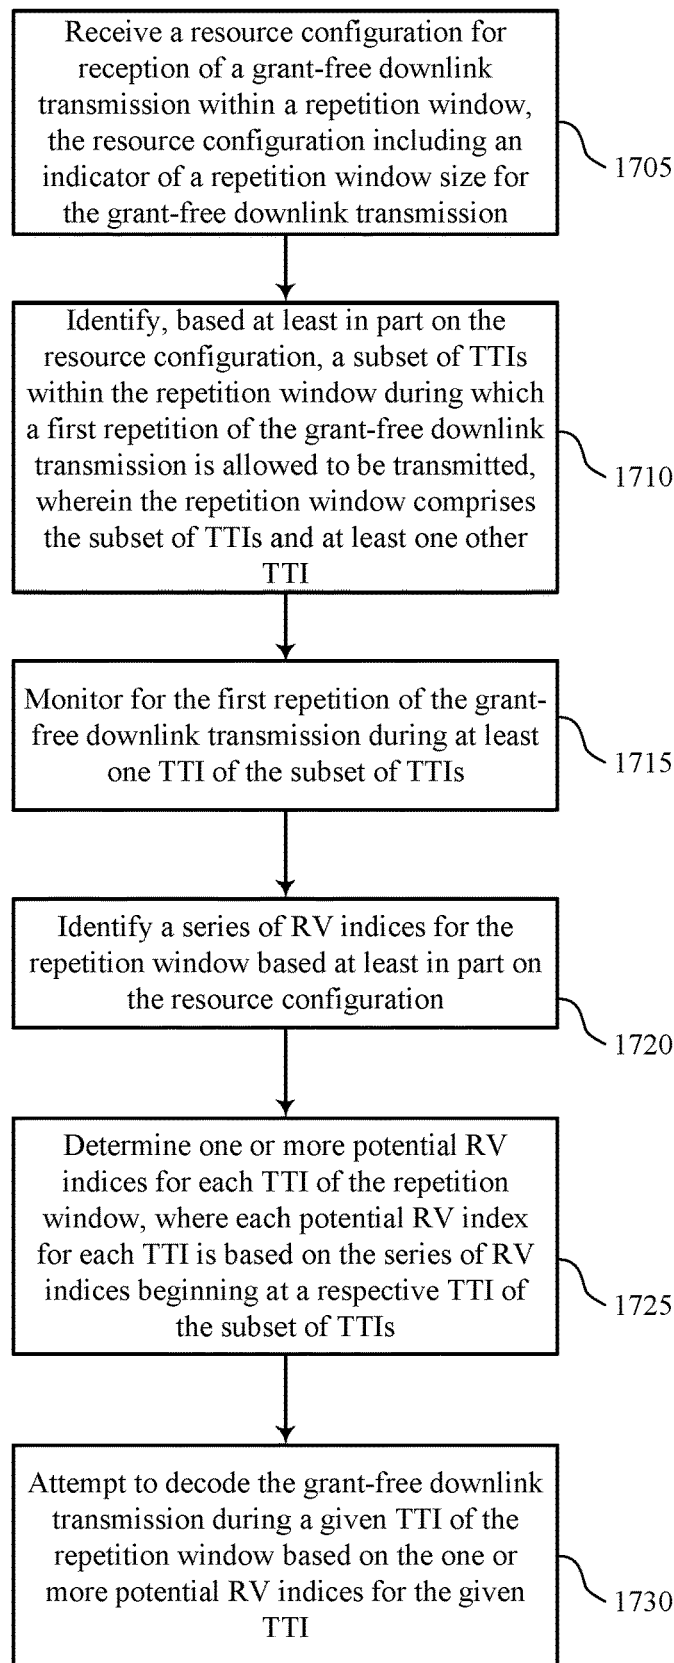 Receive a resource configuration for
reception of a grant-free downlink
transmission within a repetition window,
the resource configuration including an
indicator of a repetition window size for
the grant-free downlink transmission
1705
Identify, based at least in part on the
resource configuration, a subset of TTIs
within the repetition window during which
a first repetition of the grant-free downlink
transmission is allowed to be transmitted,
wherein the repetition window comprises
the subset of TTIs and at least one other
TTI
1710
Monitor for the first repetition of the grant-
free downlink transmission during at least
one TTI of the subset of TTIs
1715
Identify a series of RV indices for the
repetition window based at least in part on
the resource configuration
1720
Determine one or more potential RV
indices for each TTI of the repetition
window, where each potential RV index
for each TTI is based on the series of RV
indices beginning at a respective TTI of
the subset of TTIs
1725
Attempt to decode the grant-free downlink
transmission during a given TTI of the
repetition window based on the one or
more potential RV indices for the given
TTI
1730